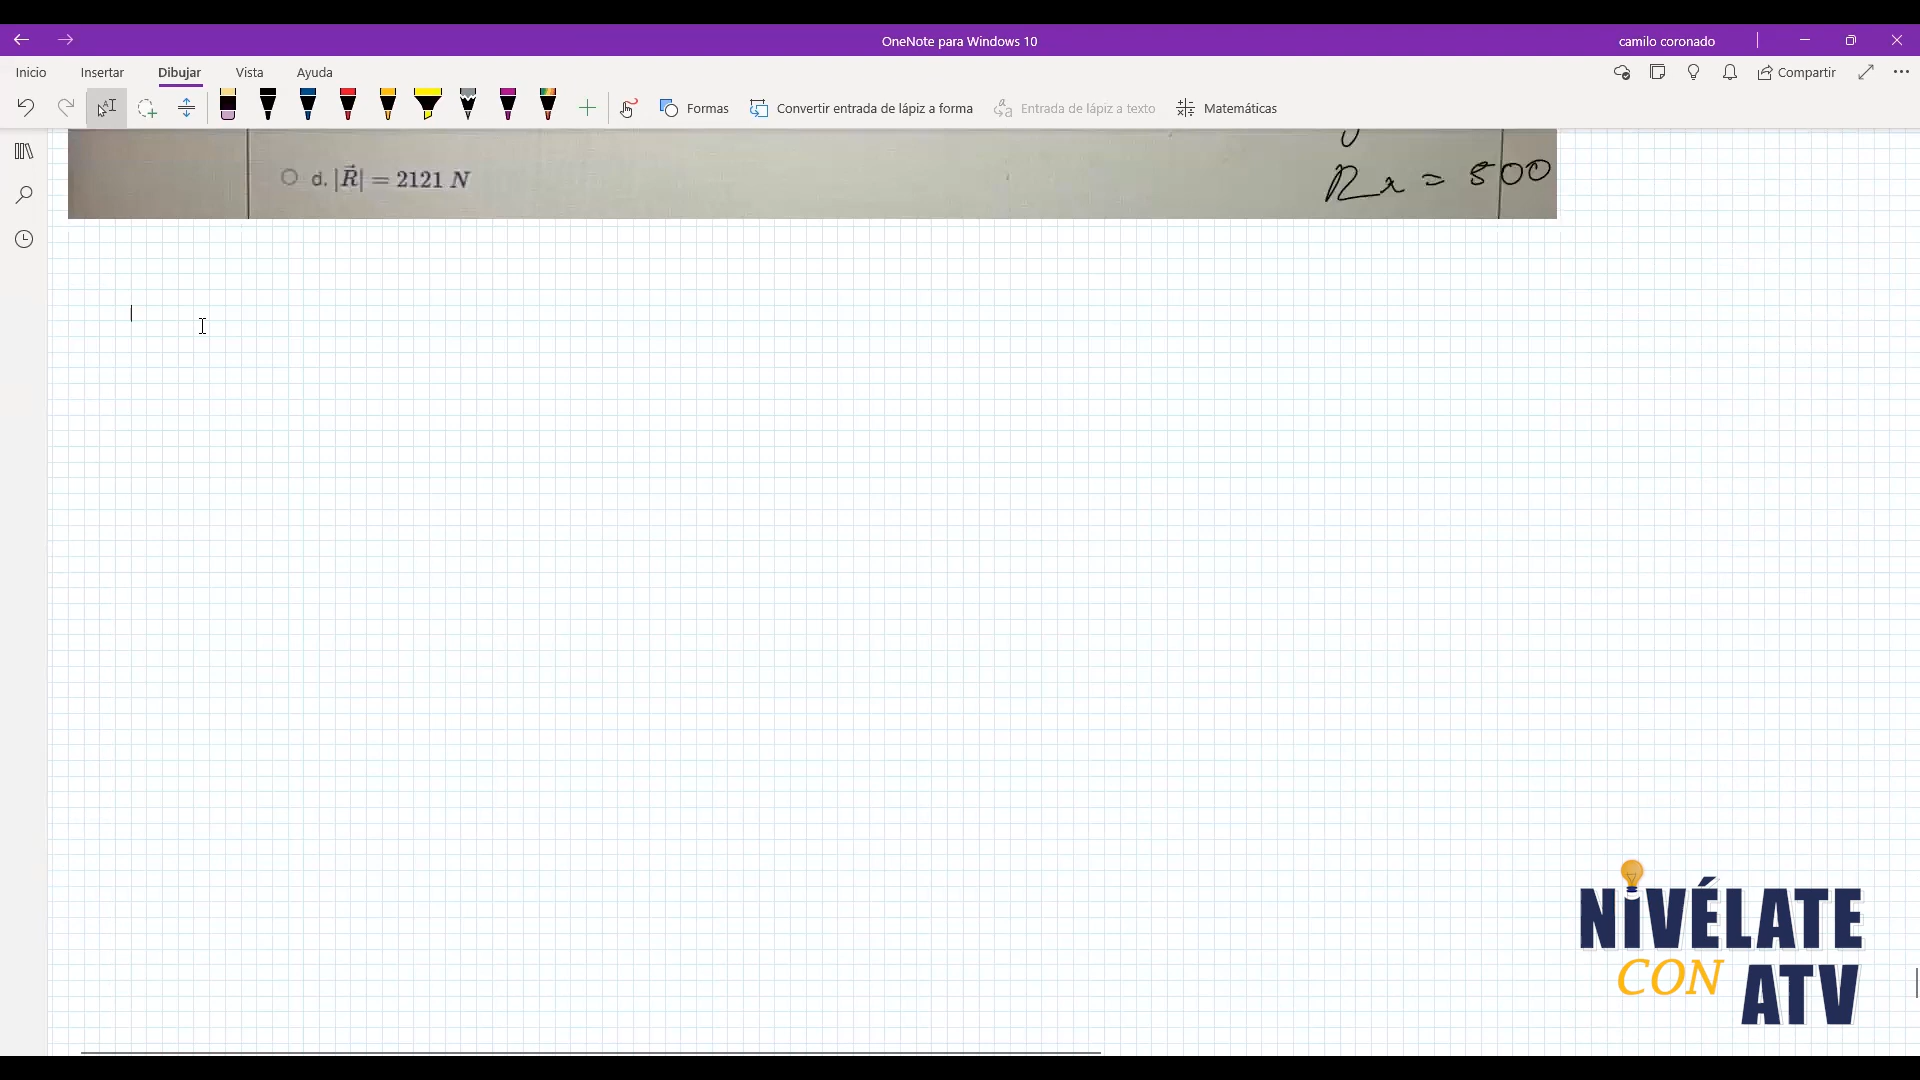 OneNote para Windows 10
camilo coronado
Inicio
Insertar
Dibujar
Vista
Ayuda
Compartir
Formas
Convertir entrada de lápiz a forma
Entrada de lápiz a texto
Matemáticas
d. |R⃗| = 2121 N
Rx = 500
NIVÉLATE
CON
ATV